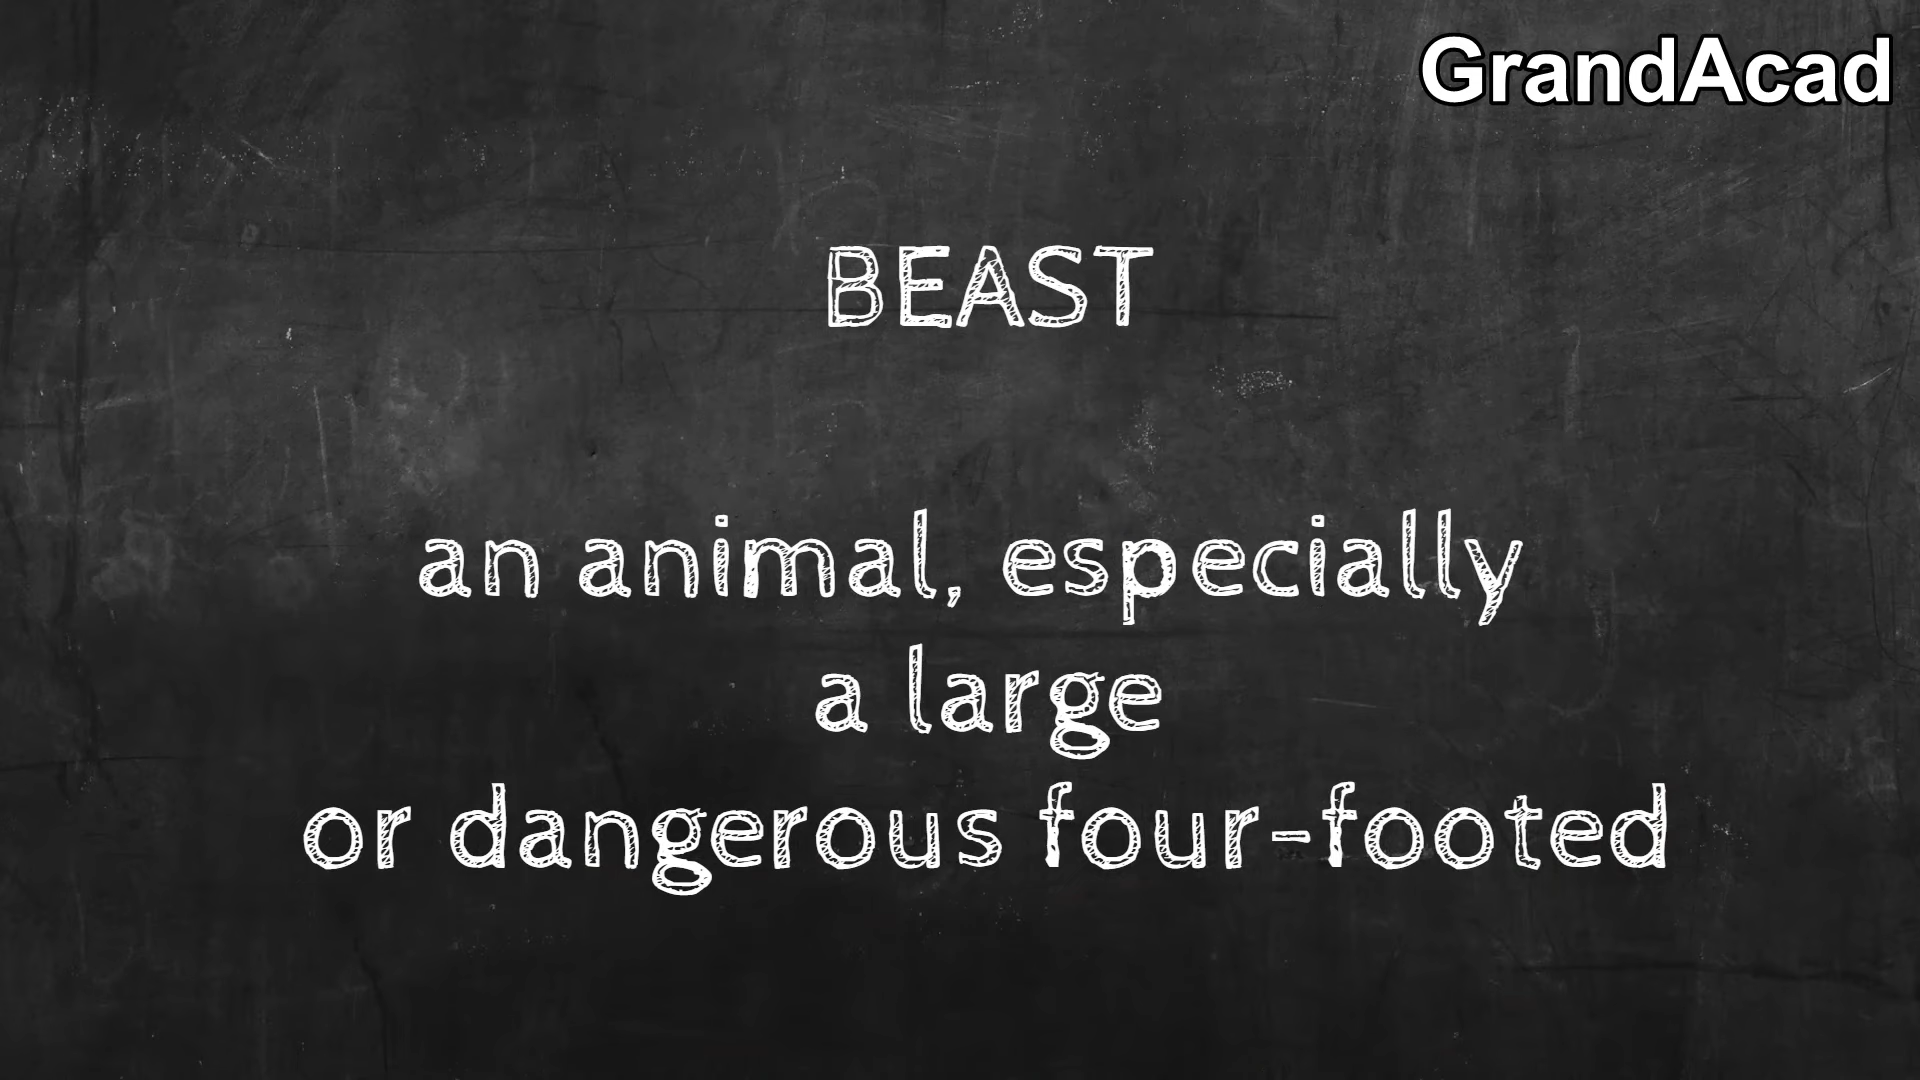 GrandAcad
BEAST
an animal, especially
a large
or dangerous four-footed